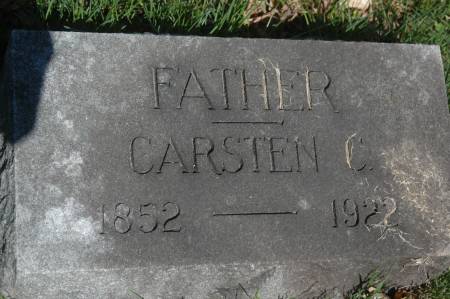 FATHER
CARSTEN C.
1852 — 1922